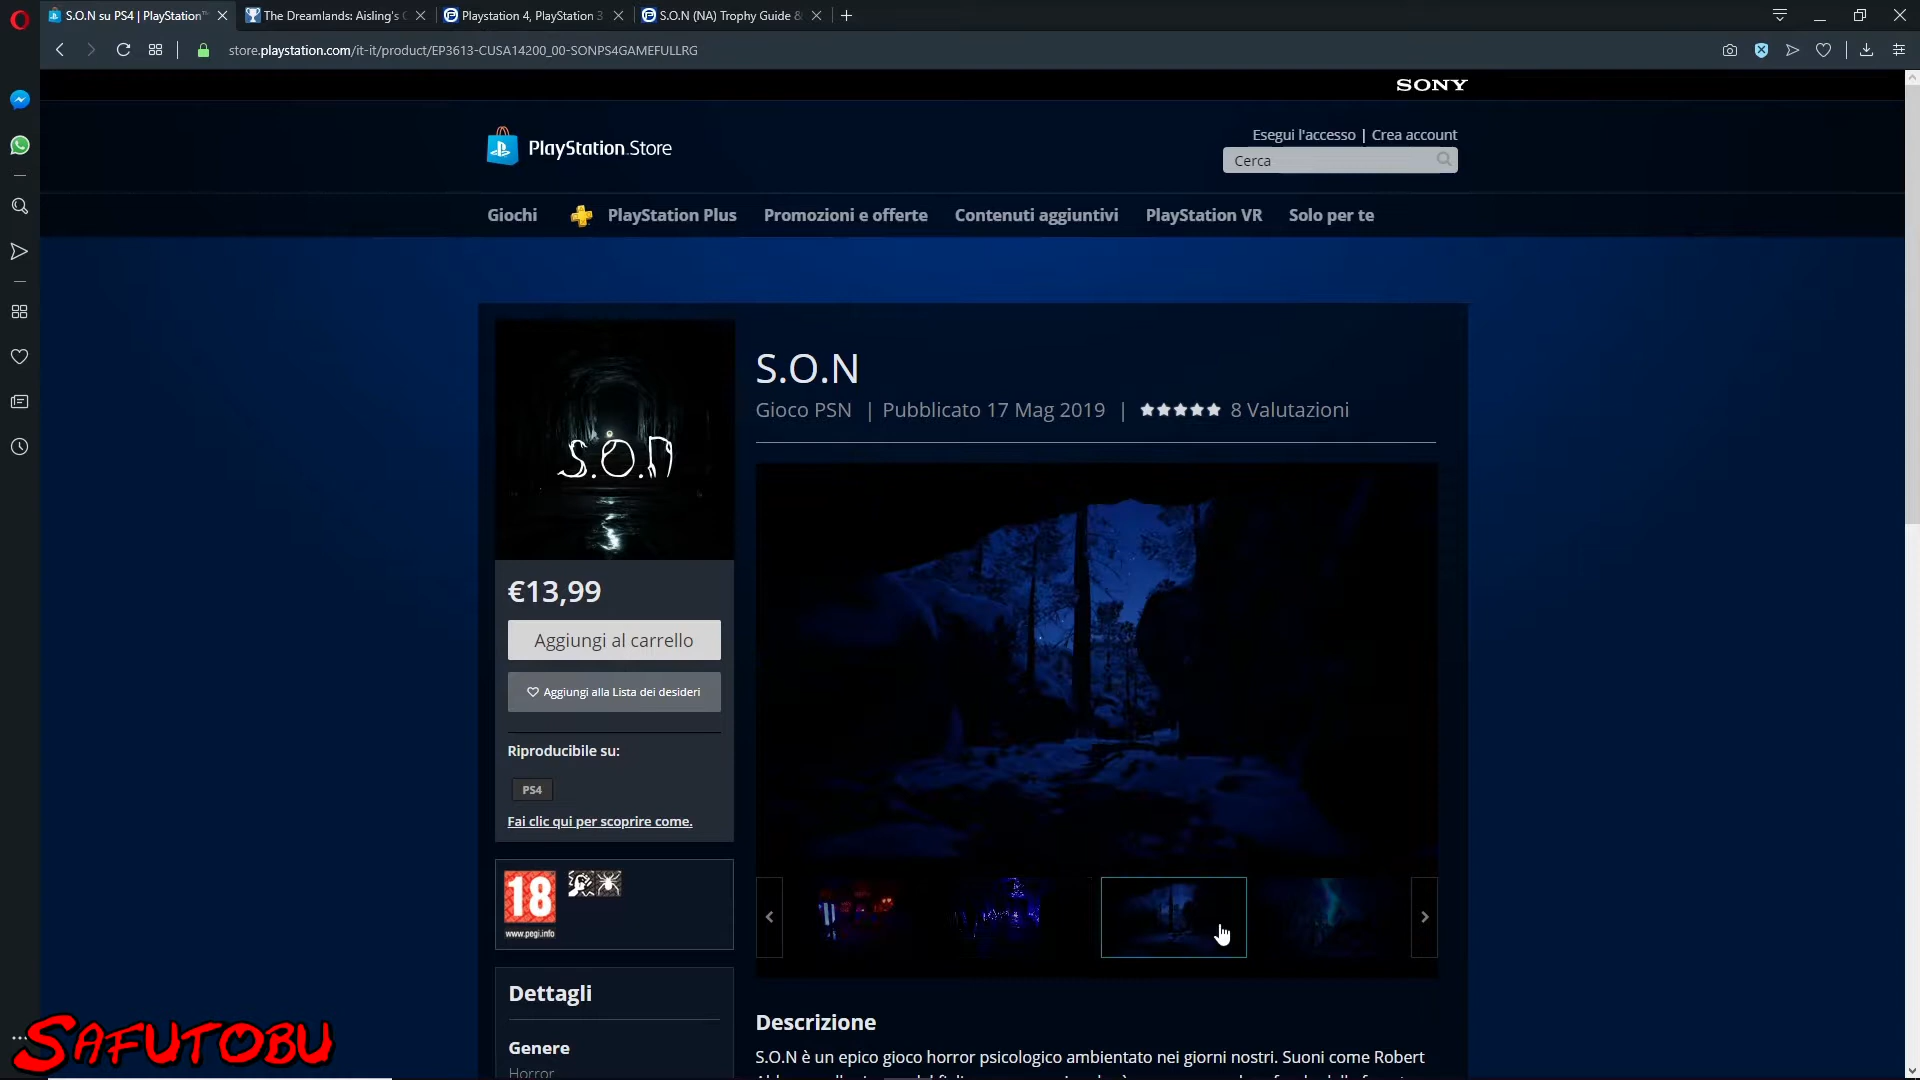 S.O.N su PS4 | PlayStation™
The Dreamlands: Aisling's
Playstation 4, PlayStation 3
S.O.N (NA) Trophy Guide &
store.playstation.com/it-it/product/EP3613-CUSA14200_00-SONPS4GAMEFULLRG
SONY
PlayStation.Store
Esegui l'accesso | Crea account
Cerca
Giochi
PlayStation Plus
Promozioni e offerte
Contenuti aggiuntivi
PlayStation VR
Solo per te
S.O.N
S.O.N
Gioco PSN | Pubblicato 17 Mag 2019 | ★★★★★ 8 Valutazioni
€13,99
Aggiungi al carrello
Aggiungi alla Lista dei desideri
Riproducibile su:
PS4
Fai clic qui per scoprire come.
18
www.pegi.info
Dettagli
Genere
Horror
Descrizione
S.O.N è un epico gioco horror psicologico ambientato nei giorni nostri. Suoni come Robert
SAFUTOBU